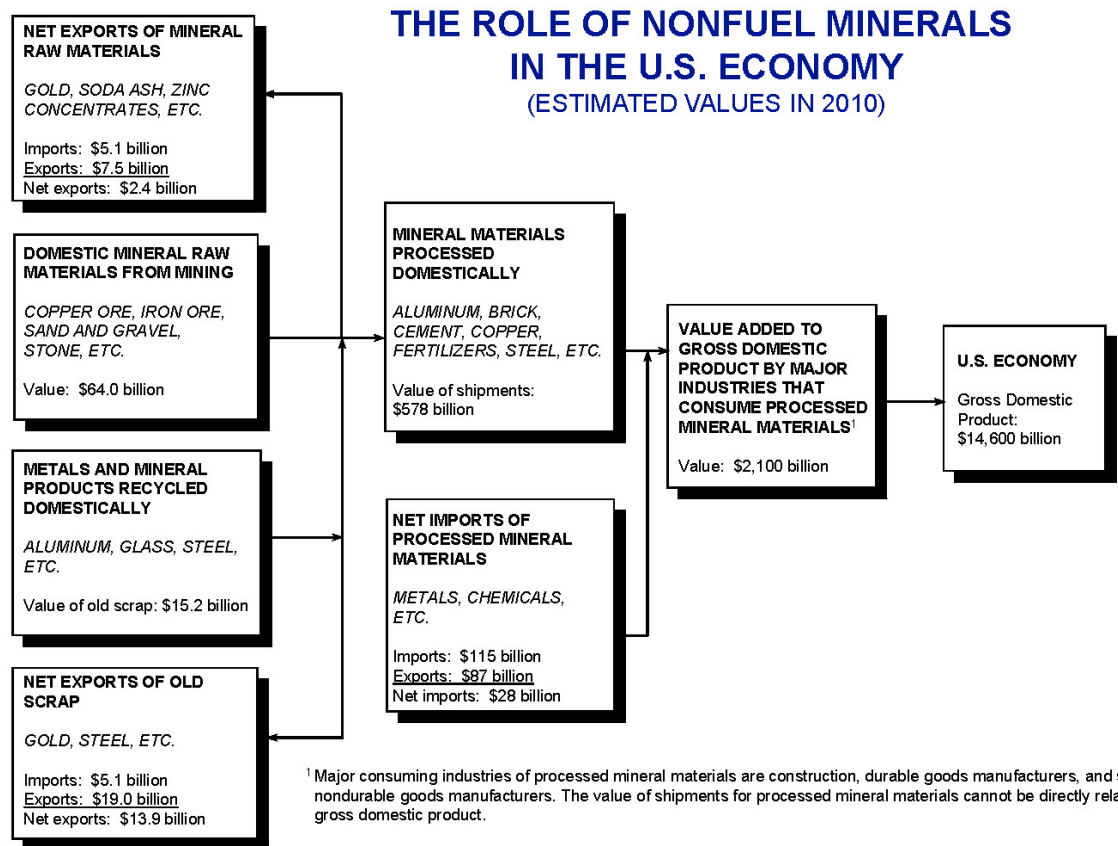 THE ROLE OF NONFUEL MINERALS
IN THE U.S. ECONOMY
(ESTIMATED VALUES IN 2010)
NET EXPORTS OF MINERAL
RAW MATERIALS
GOLD, SODA ASH, ZINC
CONCENTRATES, ETC.
Imports: $5.1 billion
Exports: $7.5 billion
Net exports: $2.4 billion
DOMESTIC MINERAL RAW
MATERIALS FROM MINING
COPPER ORE, IRON ORE,
SAND AND GRAVEL,
STONE, ETC.
Value: $64.0 billion
METALS AND MINERAL
PRODUCTS RECYCLED
DOMESTICALLY
ALUMINUM, GLASS, STEEL,
ETC.
Value of old scrap: $15.2 billion
NET EXPORTS OF OLD
SCRAP
GOLD, STEEL, ETC.
Imports: $5.1 billion
Exports: $19.0 billion
Net exports: $13.9 billion
MINERAL MATERIALS
PROCESSED
DOMESTICALLY
ALUMINUM, BRICK,
CEMENT, COPPER,
FERTILIZERS, STEEL, ETC.
Value of shipments:
$578 billion
NET IMPORTS OF
PROCESSED MINERAL
MATERIALS
METALS, CHEMICALS,
ETC.
Imports: $115 billion
Exports: $87 billion
Net imports: $28 billion
VALUE ADDED TO
GROSS DOMESTIC
PRODUCT BY MAJOR
INDUSTRIES THAT
CONSUME PROCESSED
MINERAL MATERIALS¹
Value: $2,100 billion
U.S. ECONOMY
Gross Domestic
Product:
$14,600 billion
¹ Major consuming industries of processed mineral materials are construction, durable goods manufacturers, and
nondurable goods manufacturers. The value of shipments for processed mineral materials cannot be directly
gross domestic product.